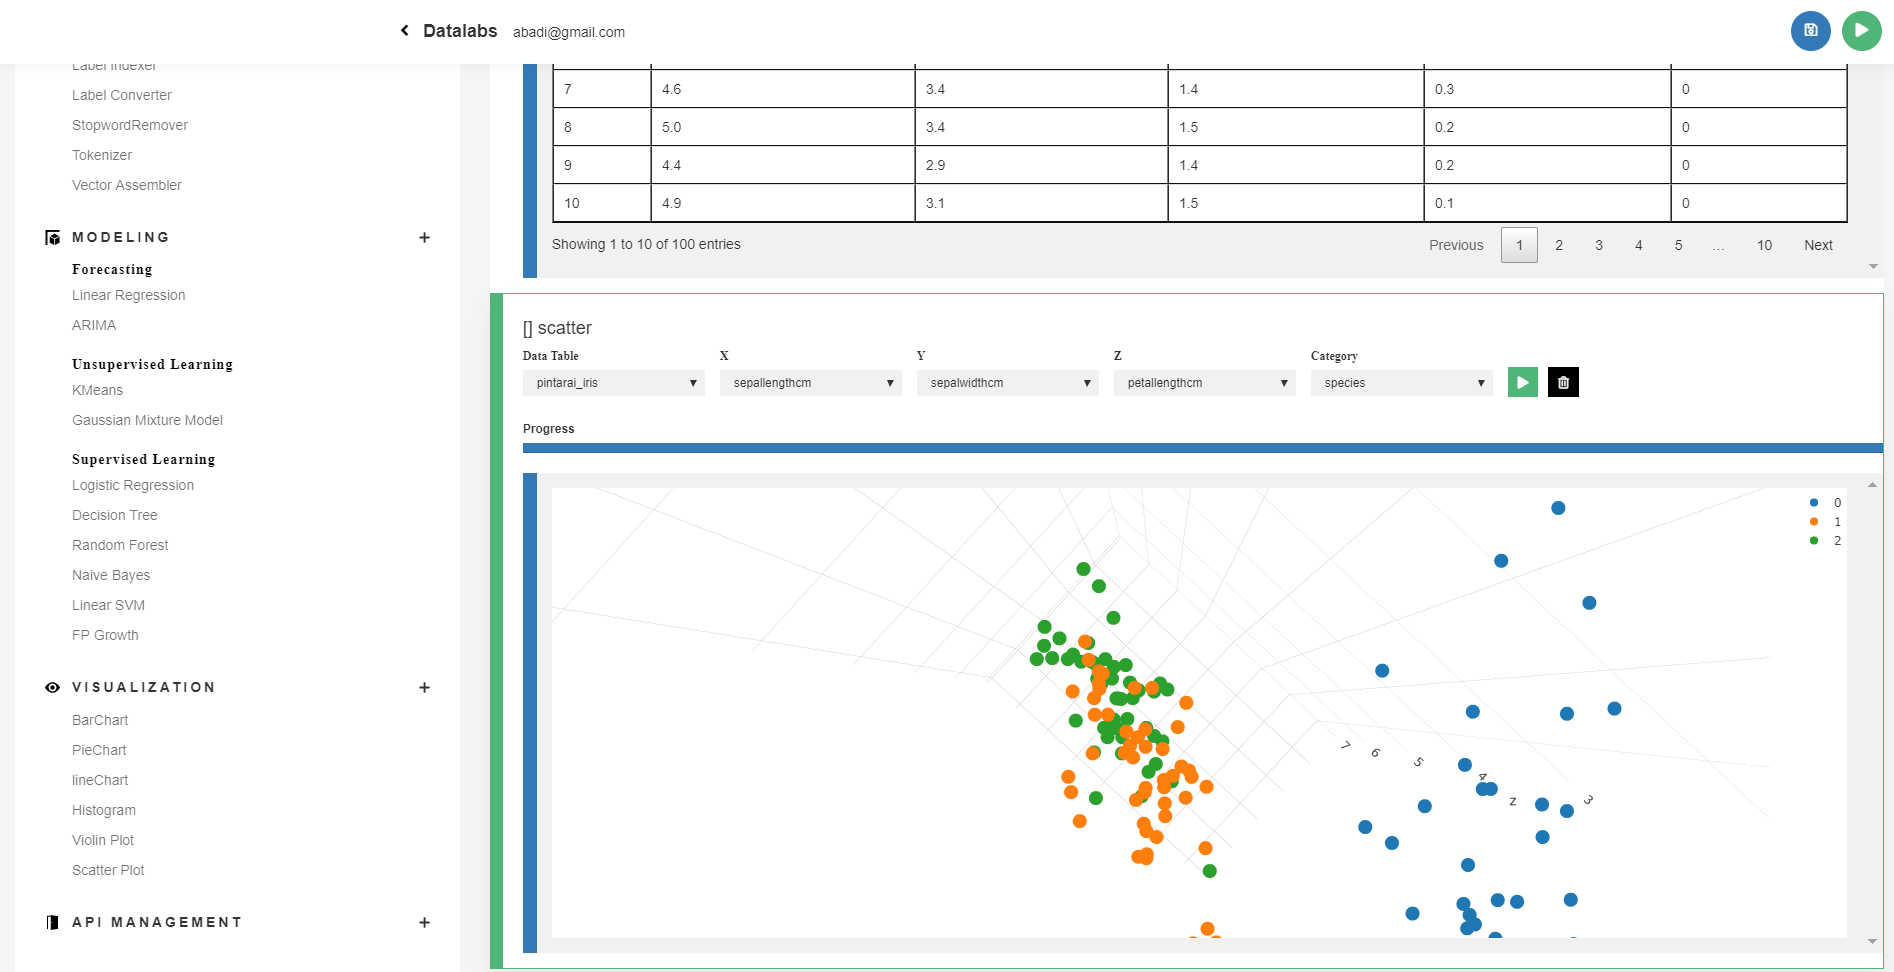 Datalabs abadi@gmail.com
Label Indexer
Label Converter
StopwordRemover
Tokenizer
Vector Assembler
MODELING +
Forecasting
Linear Regression
ARIMA
Unsupervised Learning
KMeans
Gaussian Mixture Model
Supervised Learning
Logistic Regression
Decision Tree
Random Forest
Naive Bayes
Linear SVM
FP Growth
VISUALIZATION +
BarChart
PieChart
lineChart
Histogram
Violin Plot
Scatter Plot
API MANAGEMENT +
7 4.6 3.4 1.4 0.3 0
8 5.0 3.4 1.5 0.2 0
9 4.4 2.9 1.4 0.2 0
10 4.9 3.1 1.5 0.1 0
Showing 1 to 10 of 100 entries Previous 1 2 3 4 5 … 10 Next
[] scatter
Data Table X Y Z Category
pintarai_iris sepallengthcm sepalwidthcm petallengthcm species
Progress
0
1
2
7 6 5 4 3
z